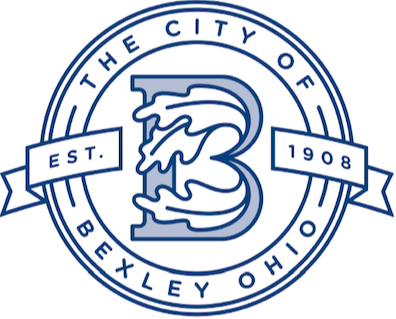 THE CITY OF
B
EST. 1908
BEXLEY OHIO